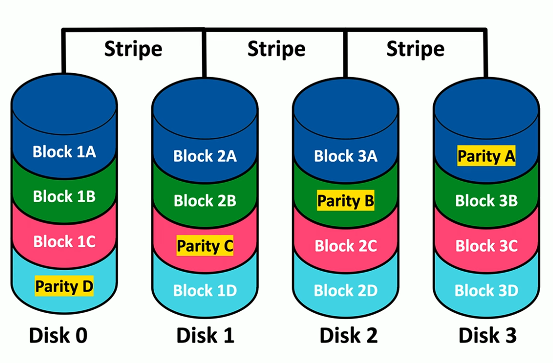 Stripe Stripe Stripe
Block 1A Block 2A Block 3A Parity A
Block 1B Block 2B Parity B Block 3B
Block 1C Parity C Block 2C Block 3C
Parity D Block 1D Block 2D Block 3D
Disk 0 Disk 1 Disk 2 Disk 3